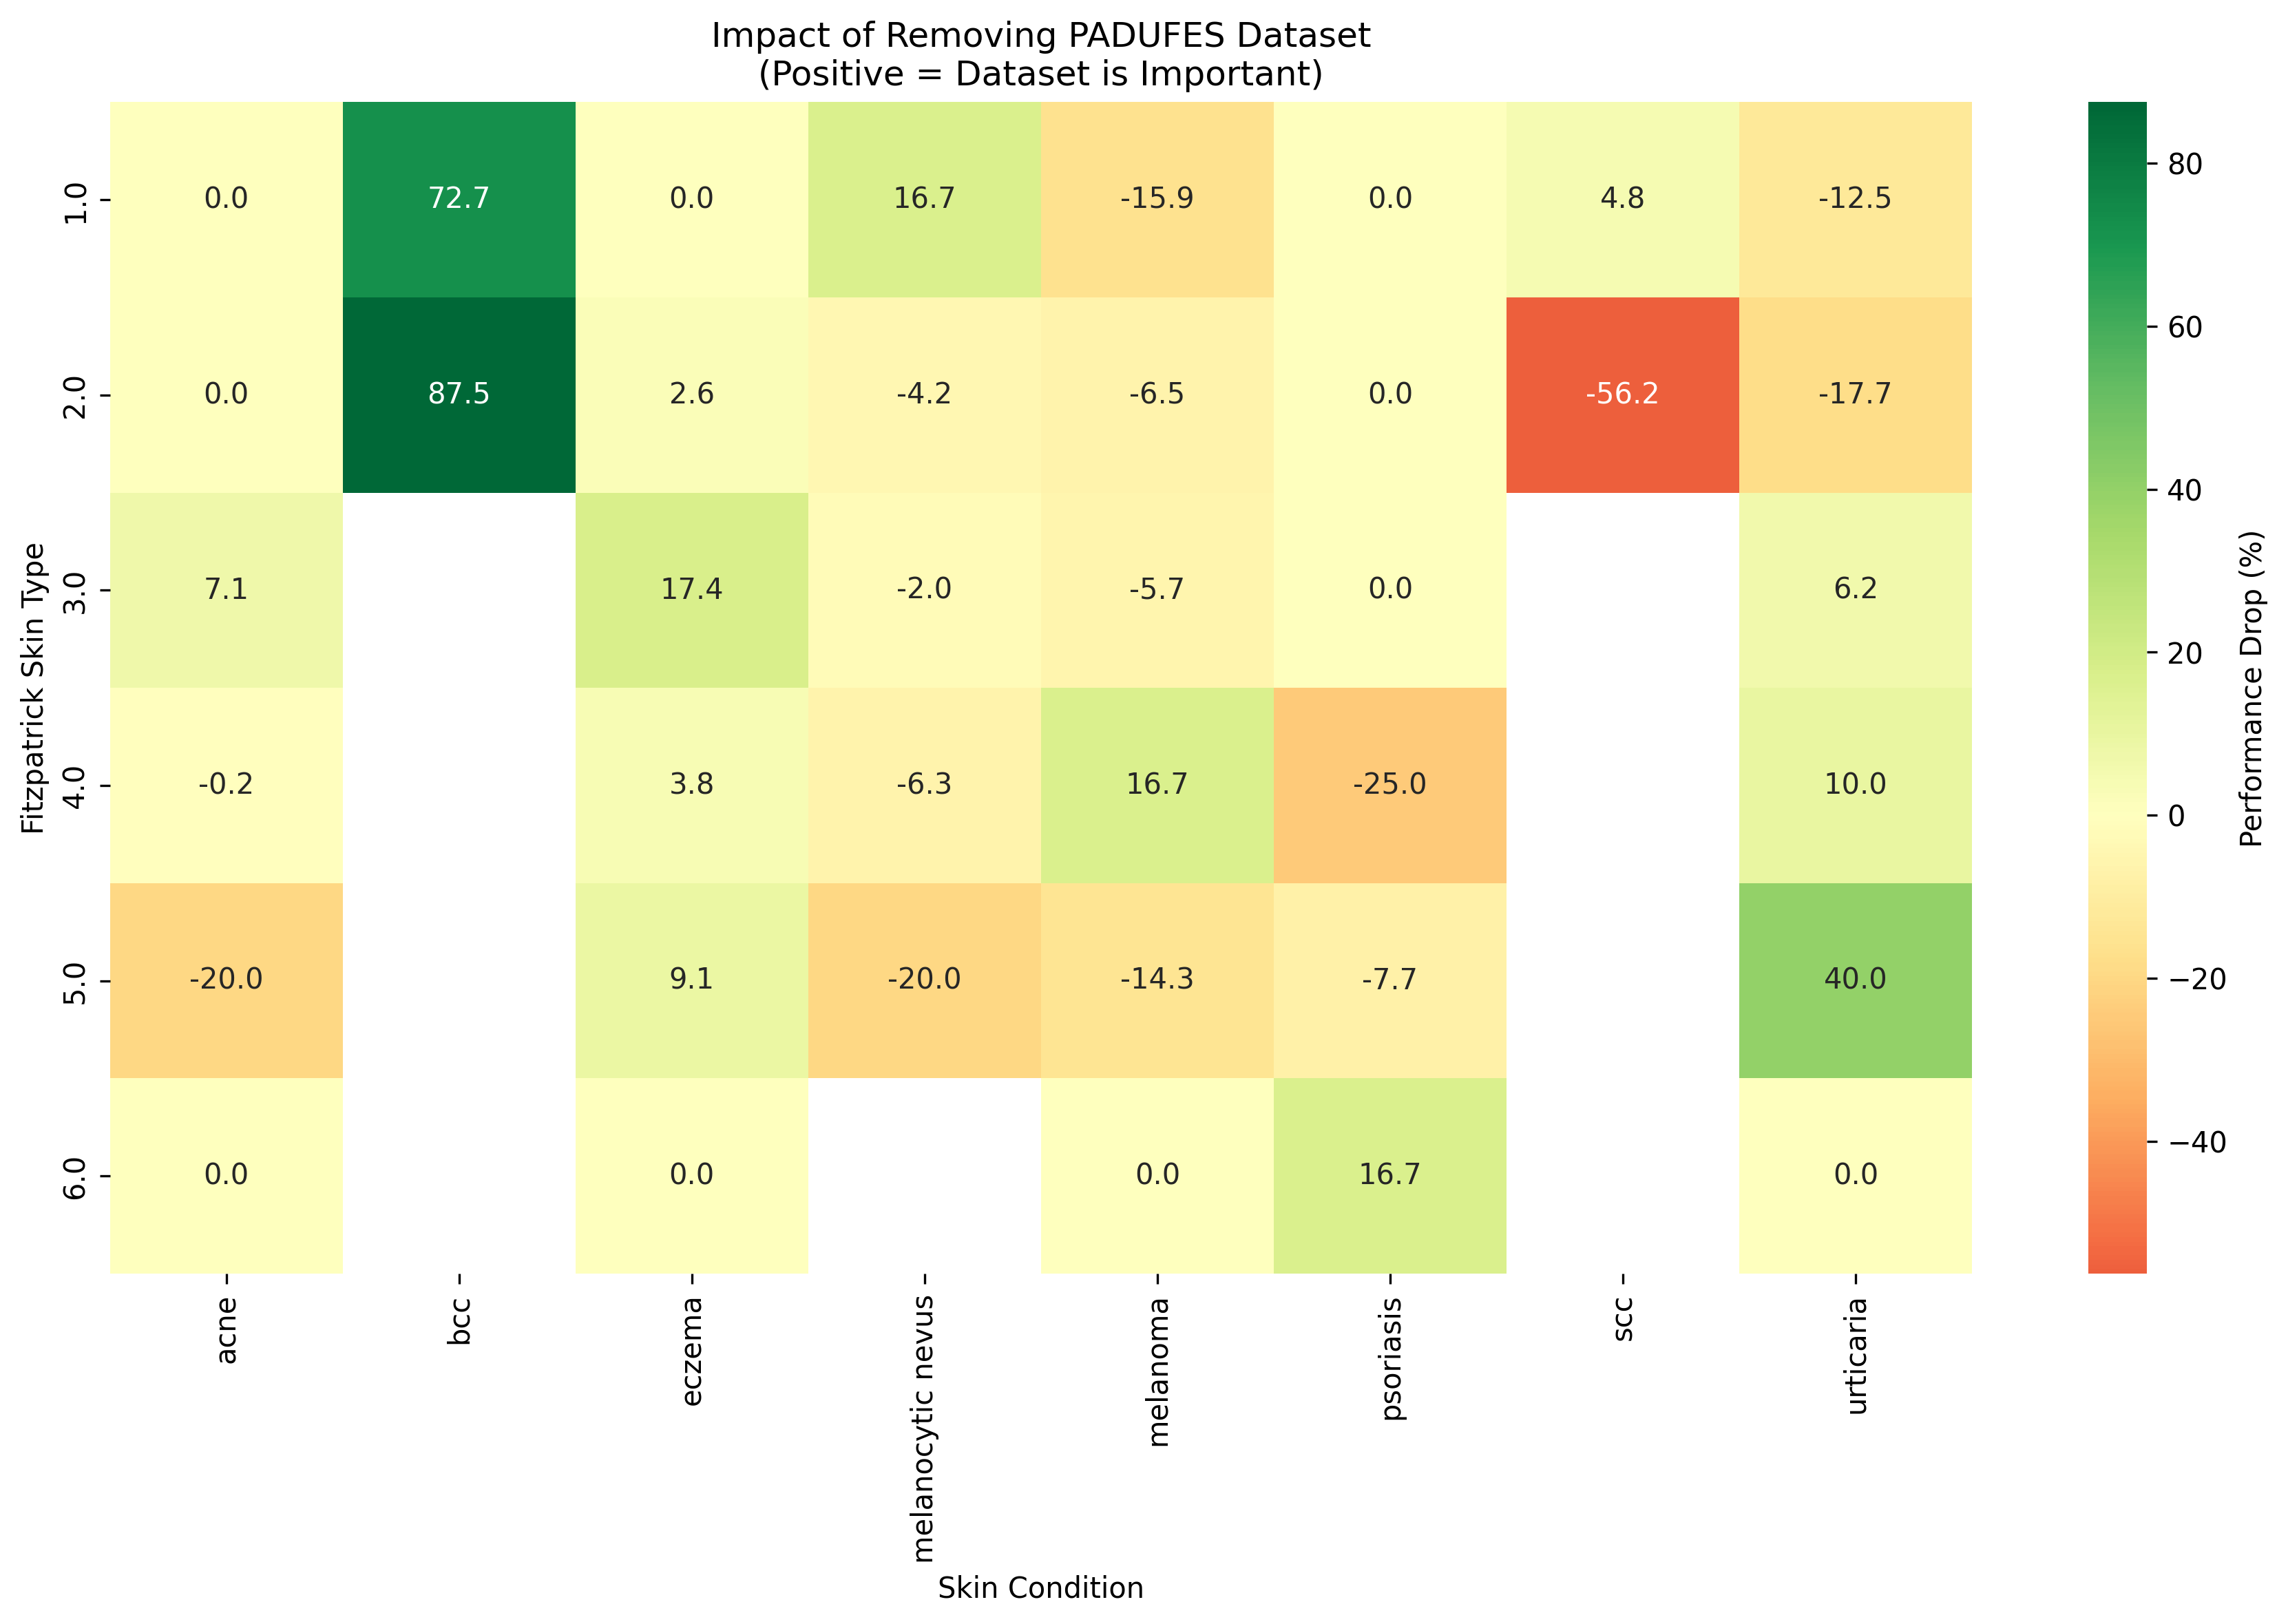 Impact of Removing PADUFES Dataset
(Positive = Dataset is Important)
Fitzpatrick Skin Type
1.0 0.0 72.7 0.0 16.7 -15.9 0.0 4.8 -12.5
2.0 0.0 87.5 2.6 -4.2 -6.5 0.0 -56.2 -17.7
3.0 7.1 17.4 -2.0 -5.7 0.0 6.2
4.0 -0.2 3.8 -6.3 16.7 -25.0 10.0
5.0 -20.0 9.1 -20.0 -14.3 -7.7 40.0
6.0 0.0 0.0 0.0 16.7 0.0
acne bcc eczema melanocytic nevus melanoma psoriasis scc urticaria
Skin Condition
80
60
40
20
0
−20
−40
Performance Drop (%)